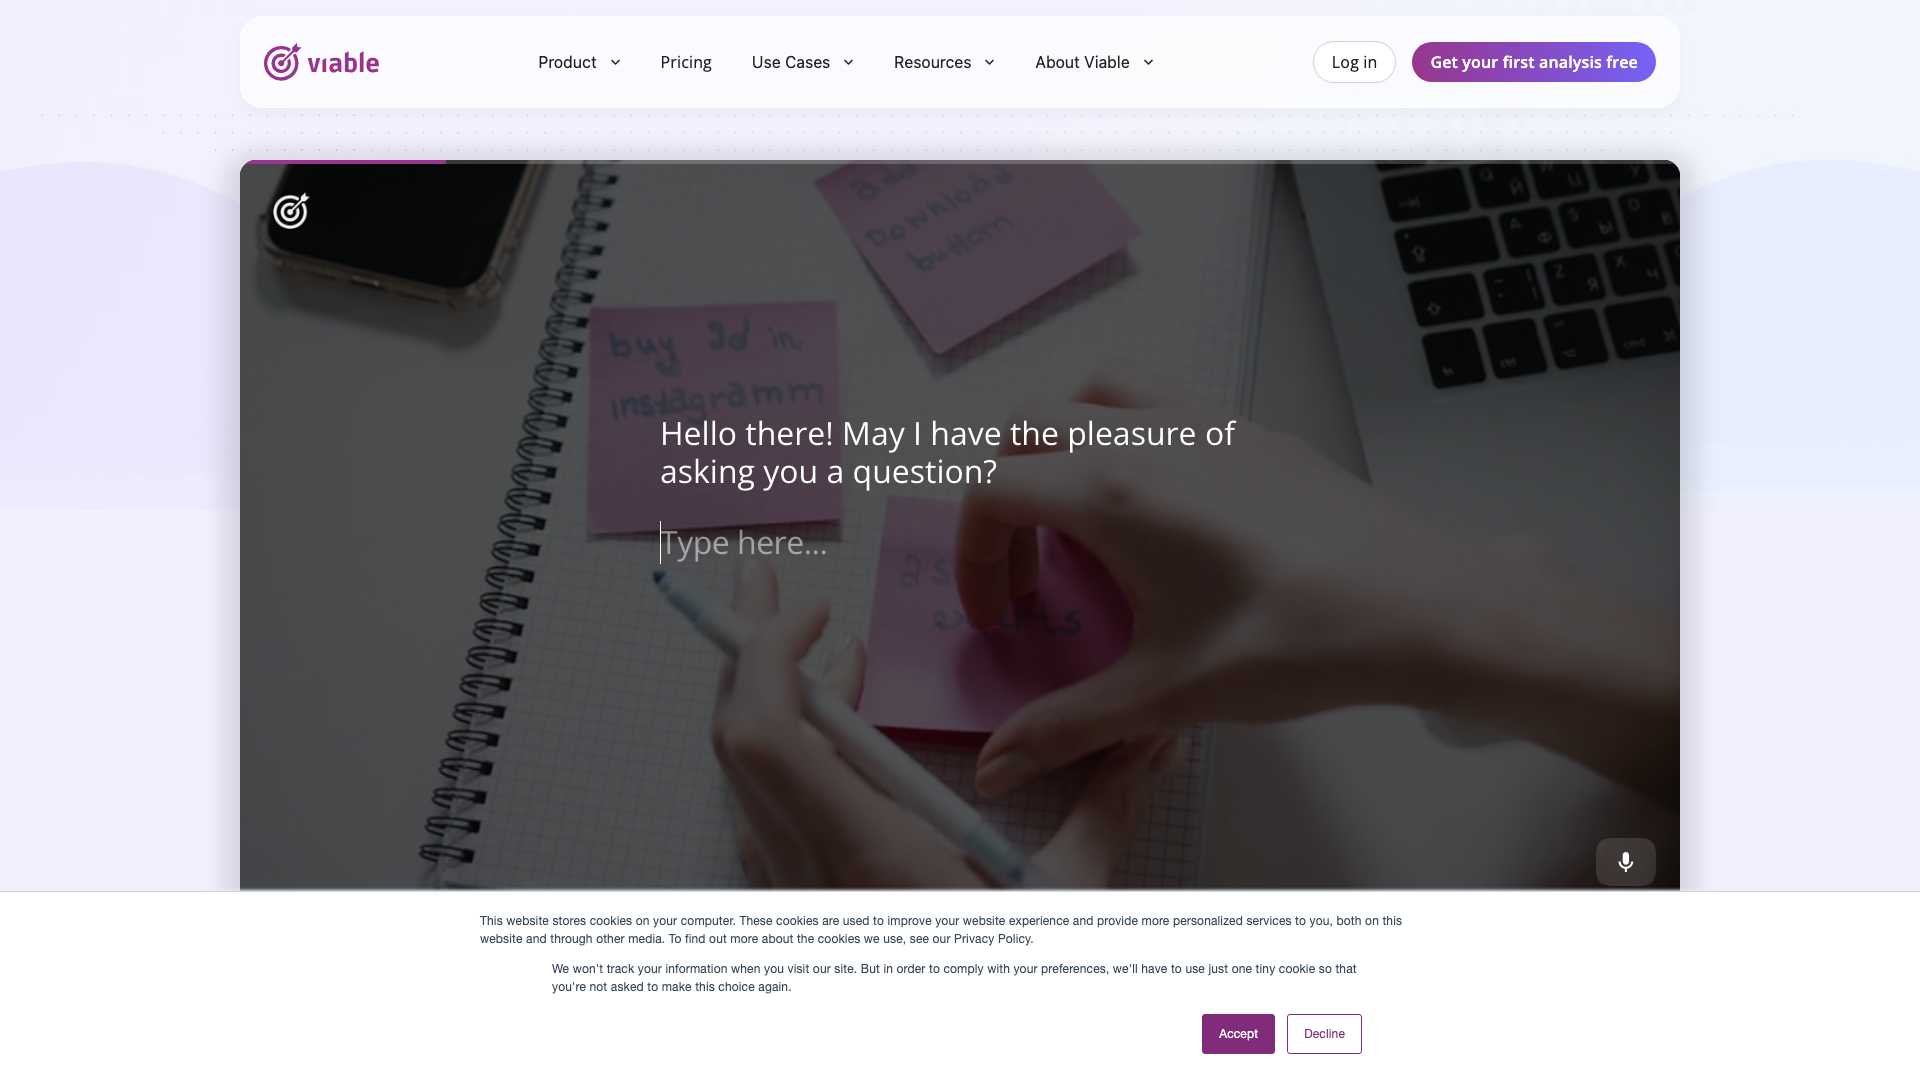 viable
Product
Pricing
Use Cases
Resources
About Viable
Log in
Get your first analysis free
Download
buttom
buy ad in
instagramm
Hello there! May I have the pleasure of
asking you a question?
Type here...
This website stores cookies on your computer. These cookies are used to improve your website experience and provide more personalized services to you, both on this
website and through other media. To find out more about the cookies we use, see our Privacy Policy.
We won't track your information when you visit our site. But in order to comply with your preferences, we'll have to use just one tiny cookie so that
you're not asked to make this choice again.
Accept
Decline